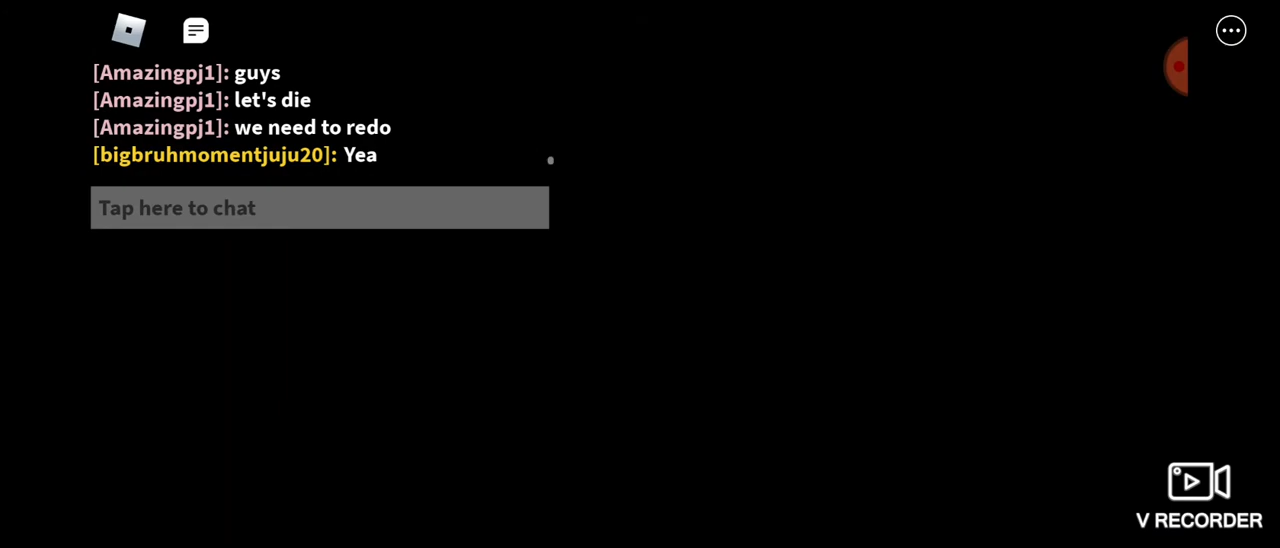 [Amazingpj1]: guys
[Amazingpj1]: let's die
[Amazingpj1]: we need to redo
[bigbruhmomentjuju20]: Yea
Tap here to chat
V RECORDER